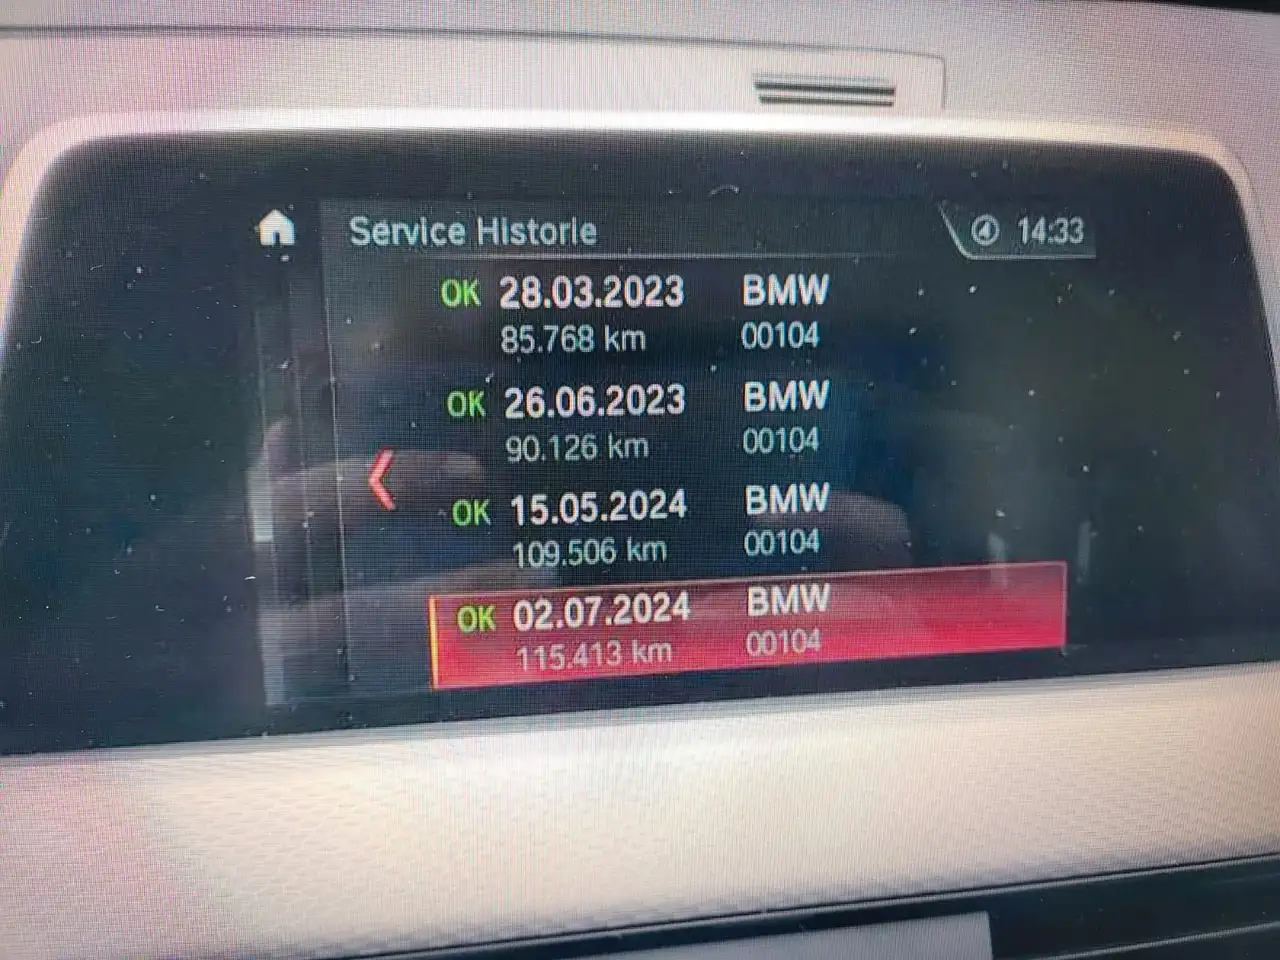 Service Historie
14:33
OK 28.03.2023 BMW
85.768 km 00104
OK 26.06.2023 BMW
90.126 km 00104
OK 15.05.2024 BMW
109.506 km 00104
OK 02.07.2024 BMW
115.413 km 00104